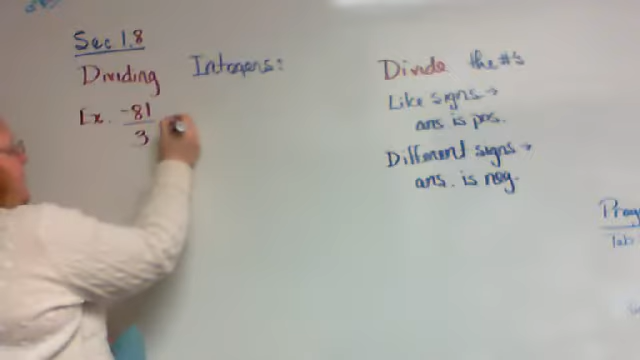 Sec 1.8
Dividing Integers:
Ex. -81
3
Divide the #s
Like signs →
ans is pos.
Different signs →
ans. is neg.